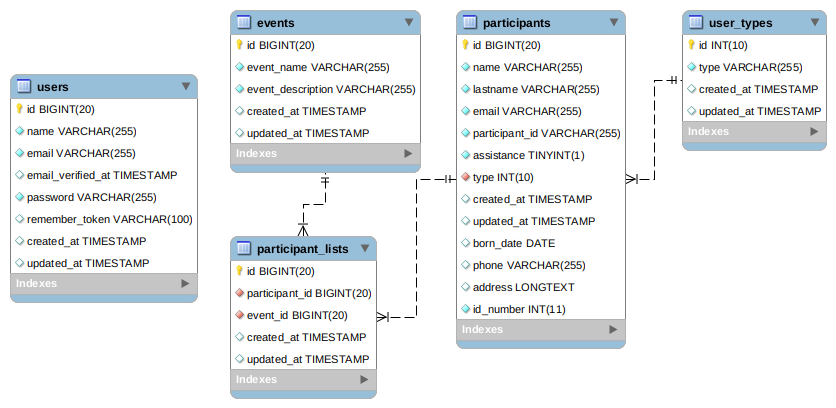 users
id BIGINT(20)
name VARCHAR(255)
email VARCHAR(255)
email_verified_at TIMESTAMP
password VARCHAR(255)
remember_token VARCHAR(100)
created_at TIMESTAMP
updated_at TIMESTAMP
Indexes
events
id BIGINT(20)
event_name VARCHAR(255)
event_description VARCHAR(255)
created_at TIMESTAMP
updated_at TIMESTAMP
Indexes
participant_lists
id BIGINT(20)
participant_id BIGINT(20)
event_id BIGINT(20)
created_at TIMESTAMP
updated_at TIMESTAMP
Indexes
participants
id BIGINT(20)
name VARCHAR(255)
lastname VARCHAR(255)
email VARCHAR(255)
participant_id VARCHAR(255)
assistance TINYINT(1)
type INT(10)
created_at TIMESTAMP
updated_at TIMESTAMP
born_date DATE
phone VARCHAR(255)
address LONGTEXT
id_number INT(11)
Indexes
user_types
id INT(10)
type VARCHAR(255)
created_at TIMESTAMP
updated_at TIMESTAMP
Indexes